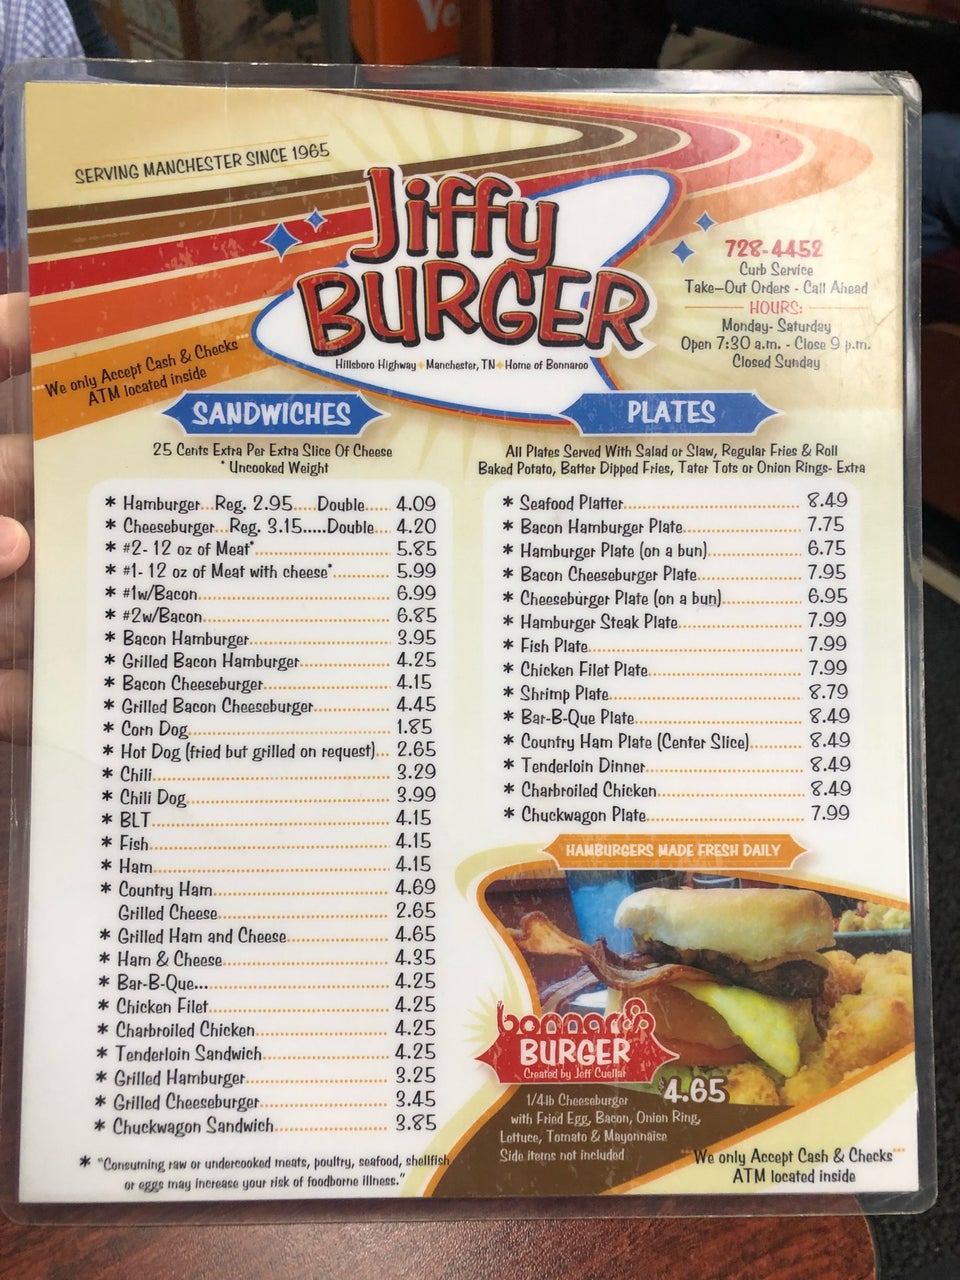 Ve
SERVING MANCHESTER SINCE 1965
Jiffy
BURGER
Hillsboro Highway Manchester, TN Home of Bonnaroo
728-4452
Curb Service
Take-Out Orders - Call Ahead
HOURS:
Monday- Saturday
Open 7:30 a.m. - Close 9 p.m.
Closed Sunday
We only Accept Cash & Checks
ATM located inside
SANDWICHES
25 Cents Extra Per Extra Slice Of Cheese
* Uncooked Weight
* Hamburger...Reg. 2.95.....Double..... 4.09
* Cheeseburger...Reg. 3.15.....Double... 4.20
* #2- 12 oz of Meat* 5.85
* #1- 12 oz of Meat with cheese* 5.99
* #1w/Bacon 6.99
* #2w/Bacon 6.85
* Bacon Hamburger 3.95
* Grilled Bacon Hamburger 4.25
* Bacon Cheeseburger 4.15
* Grilled Bacon Cheeseburger 4.45
* Corn Dog 1.85
* Hot Dog (fried but grilled on request)... 2.65
* Chili 3.29
* Chili Dog 3.99
* BLT 4.15
* Fish 4.15
* Ham 4.15
* Country Ham 4.69
Grilled Cheese 2.65
* Grilled Ham and Cheese 4.65
* Ham & Cheese 4.35
* Bar-B-Que... 4.25
* Chicken Filet 4.25
* Charbroiled Chicken 4.25
* Tenderloin Sandwich 4.25
* Grilled Hamburger 3.25
* Grilled Cheeseburger 3.45
* Chuckwagon Sandwich 3.85
* "Consuming raw or undercooked meats, poultry, seafood, shellfish
or eggs may increase your risk of foodborne illness."
PLATES
All Plates Served With Salad or Slaw, Regular Fries & Roll
Baked Potato, Batter Dipped Fries, Tater Tots or Onion Rings- Extra
* Seafood Platter 8.49
* Bacon Hamburger Plate 7.75
* Hamburger Plate (on a bun) 6.75
* Bacon Cheeseburger Plate 7.95
* Cheeseburger Plate (on a bun) 6.95
* Hamburger Steak Plate 7.99
* Fish Plate 7.99
* Chicken Filet Plate 7.99
* Shrimp Plate 8.79
* Bar-B-Que Plate 8.49
* Country Ham Plate (Center Slice) 8.49
* Tenderloin Dinner 8.49
* Charbroiled Chicken 8.49
* Chuckwagon Plate 7.99
HAMBURGERS MADE FRESH DAILY
bonnaroo
BURGER
Created by Jeff Cuellar
$4.65
1/4lb Cheeseburger
with Fried Egg, Bacon, Onion Ring,
Lettuce, Tomato & Mayonnaise
Side items not included
**We only Accept Cash & Checks**
ATM located inside